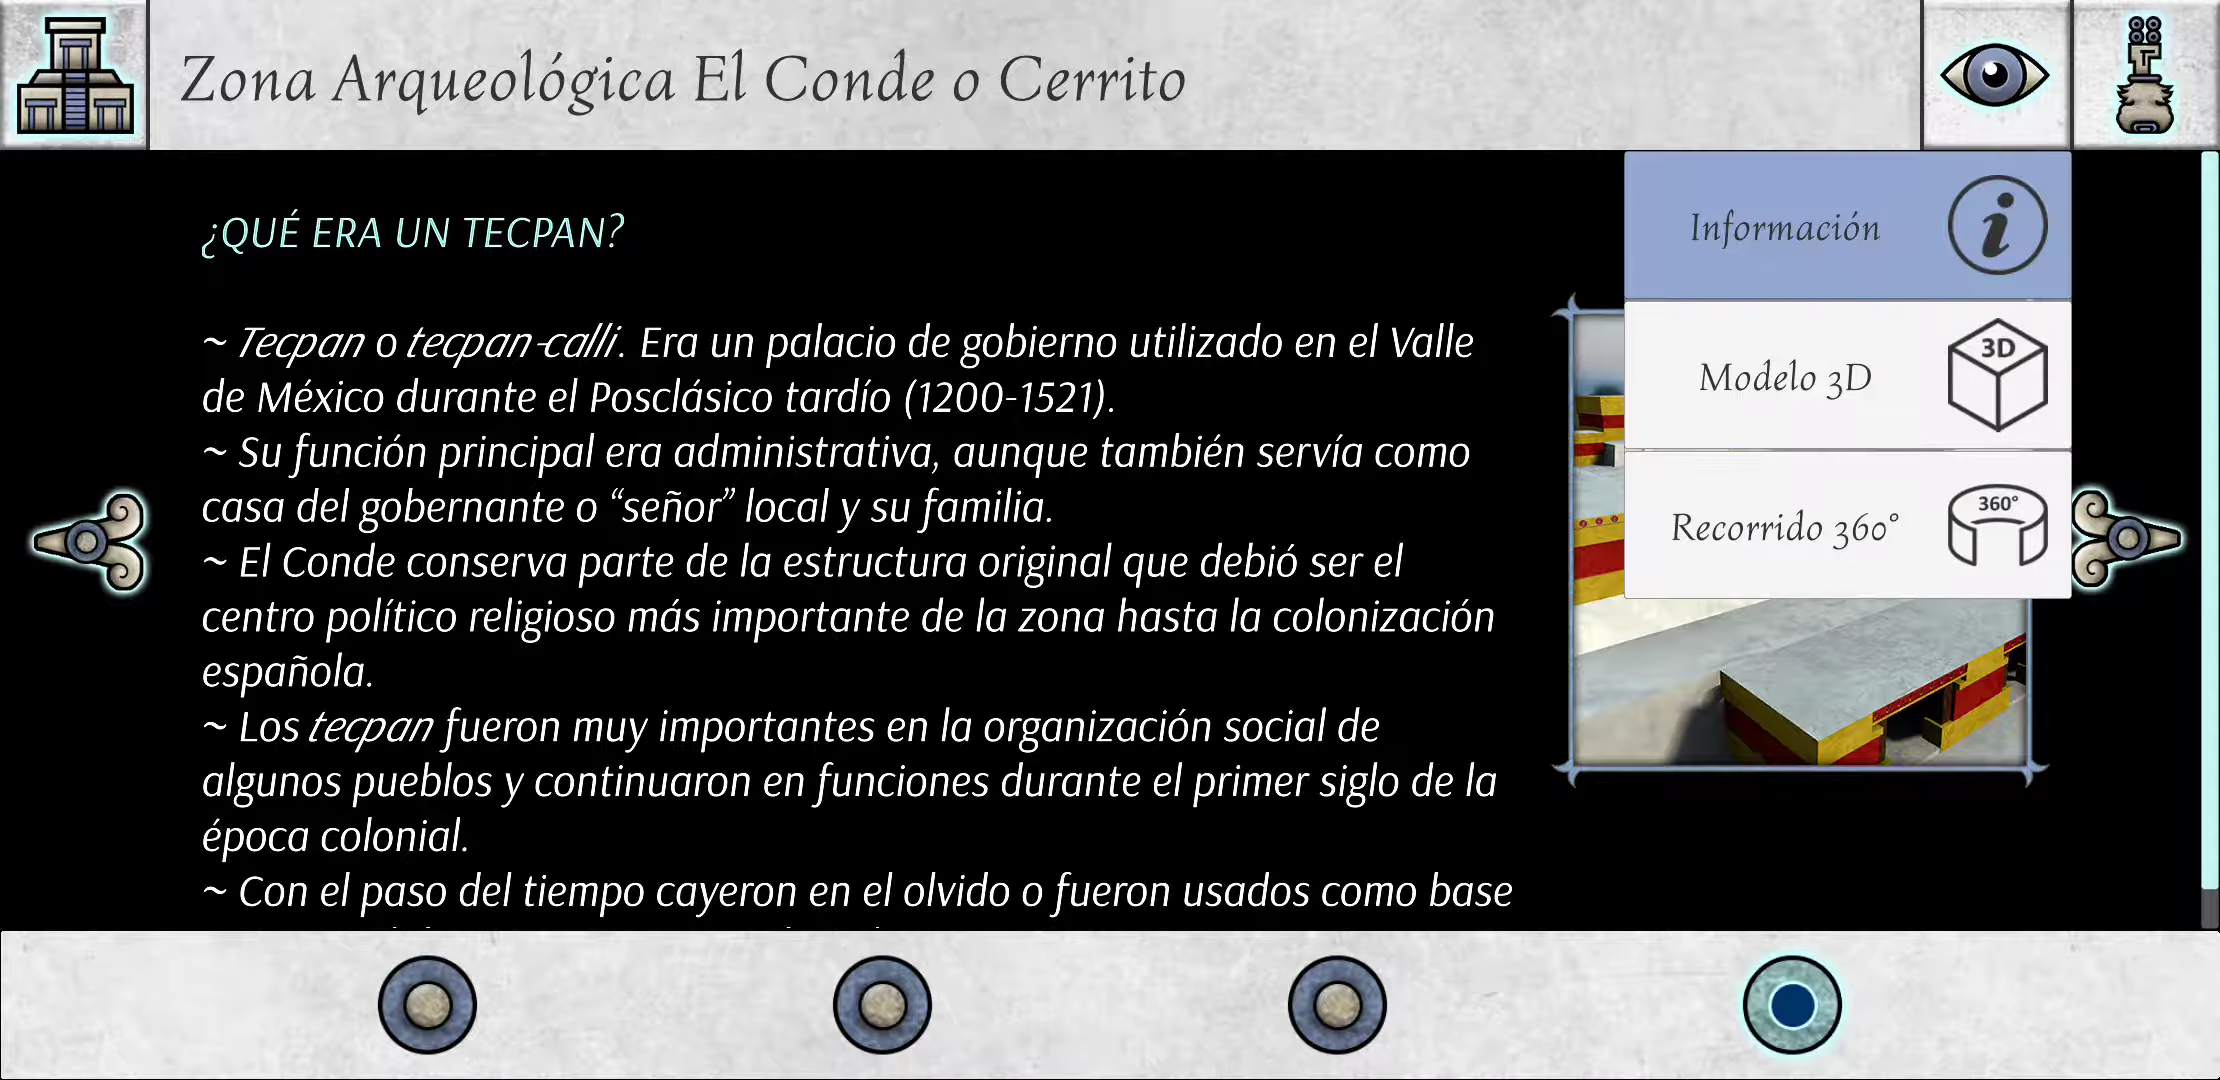 Zona Arqueológica El Conde o Cerrito
¿QUÉ ERA UN TECPAN?
~ Tecpan o tecpan-calli. Era un palacio de gobierno utilizado en el Valle
de México durante el Posclásico tardío (1200-1521).
~ Su función principal era administrativa, aunque también servía como
casa del gobernante o “señor” local y su familia.
~ El Conde conserva parte de la estructura original que debió ser el
centro político religioso más importante de la zona hasta la colonización
española.
~ Los tecpan fueron muy importantes en la organización social de
algunos pueblos y continuaron en funciones durante el primer siglo de la
época colonial.
~ Con el paso del tiempo cayeron en el olvido o fueron usados como base
Información
i
Modelo 3D
3D
Recorrido 360°
360°